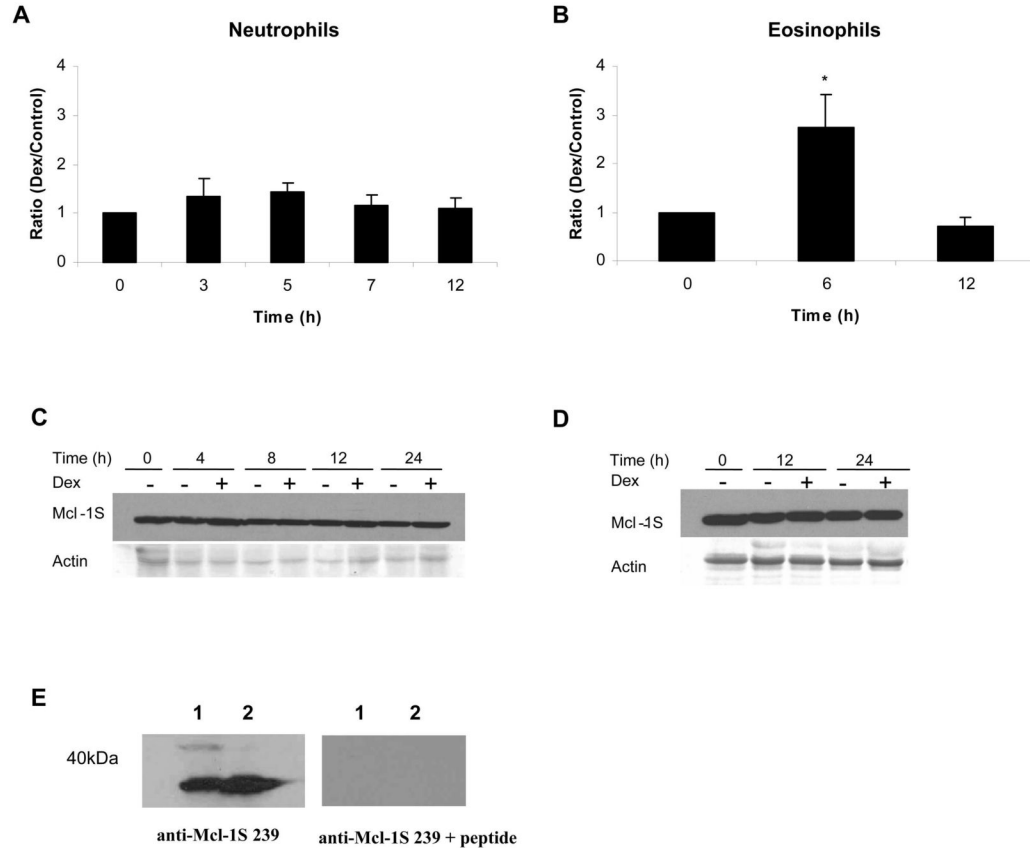 A
Neutrophils
Ratio (Dex/Control)
4
3
2
1
0
0 3 5 7 12
Time (h)
B
Eosinophils
Ratio (Dex/Control)
4
3
2
1
0
*
0 6 12
Time (h)
C
Time (h) 0 4 8 12 24
Dex - - + - + - + - +
Mcl -1S
Actin
D
Time (h) 0 12 24
Dex - - + - +
Mcl -1S
Actin
E
1 2 1 2
40kDa
anti-Mcl-1S 239 anti-Mcl-1S 239 + peptide